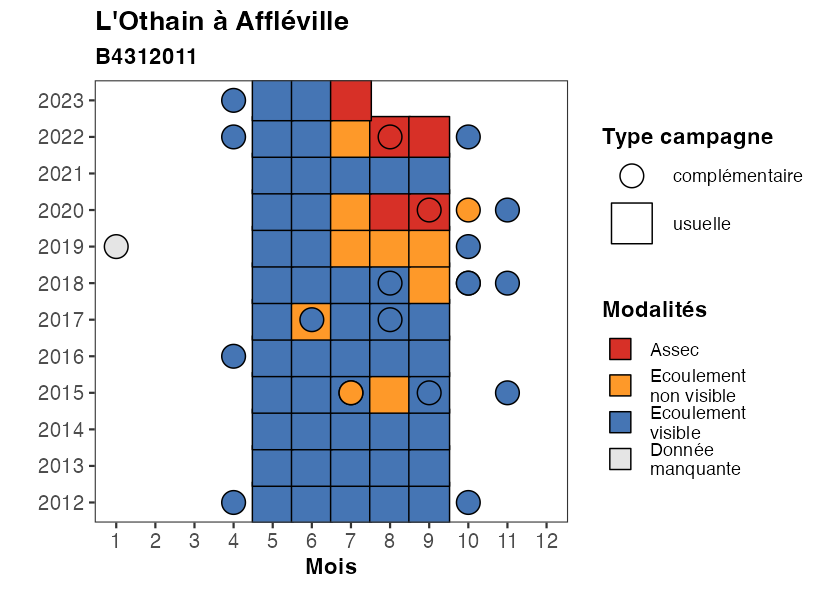 L'Othain à Affléville
B4312011
2023
2022
2021
2020
2019
2018
2017
2016
2015
2014
2013
2012
1 2 3 4 5 6 7 8 9 10 11 12
Mois
Type campagne
complémentaire
usuelle
Modalités
Assec
Ecoulement
non visible
Ecoulement
visible
Donnée
manquante